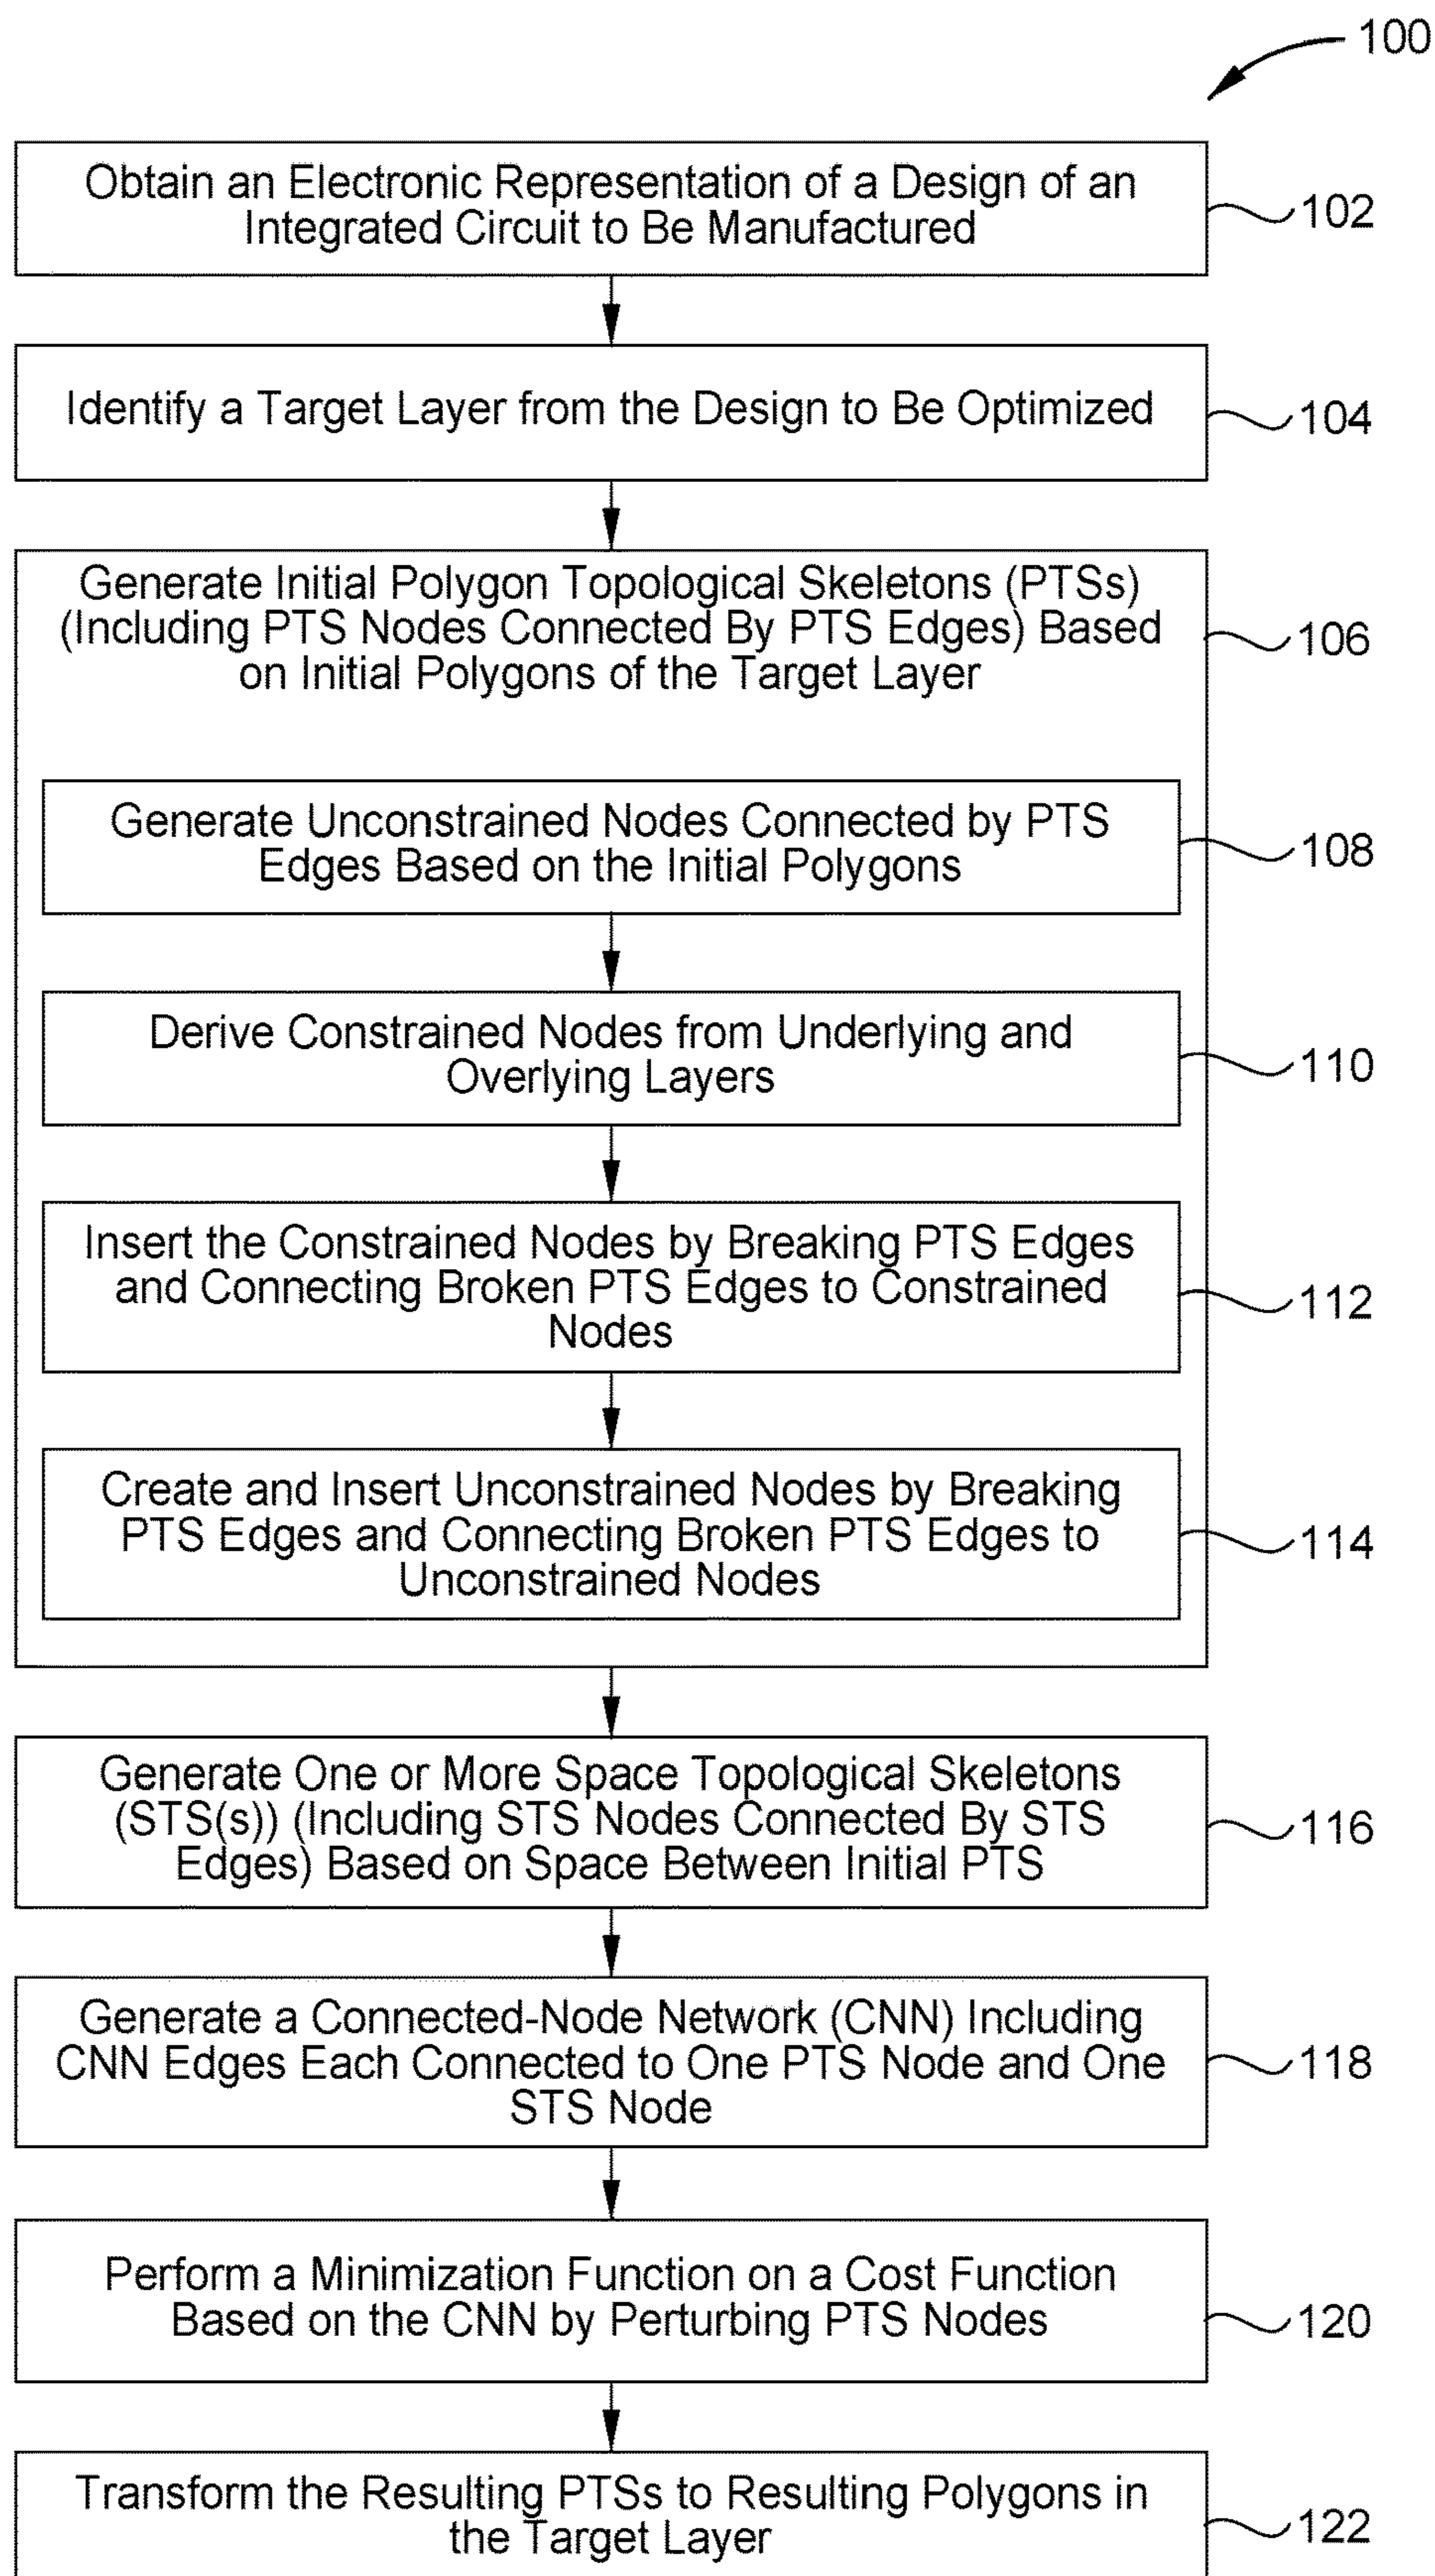 100
Obtain an Electronic Representation of a Design of an
Integrated Circuit to Be Manufactured
102
Identify a Target Layer from the Design to Be Optimized
104
Generate Initial Polygon Topological Skeletons (PTSs)
(Including PTS Nodes Connected By PTS Edges) Based
on Initial Polygons of the Target Layer
106
Generate Unconstrained Nodes Connected by PTS
Edges Based on the Initial Polygons
108
Derive Constrained Nodes from Underlying and
Overlying Layers
110
Insert the Constrained Nodes by Breaking PTS Edges
and Connecting Broken PTS Edges to Constrained
Nodes
112
Create and Insert Unconstrained Nodes by Breaking
PTS Edges and Connecting Broken PTS Edges to
Unconstrained Nodes
114
Generate One or More Space Topological Skeletons
(STS(s)) (Including STS Nodes Connected By STS
Edges) Based on Space Between Initial PTS
116
Generate a Connected-Node Network (CNN) Including
CNN Edges Each Connected to One PTS Node and One
STS Node
118
Perform a Minimization Function on a Cost Function
Based on the CNN by Perturbing PTS Nodes
120
Transform the Resulting PTSs to Resulting Polygons in
the Target Layer
122